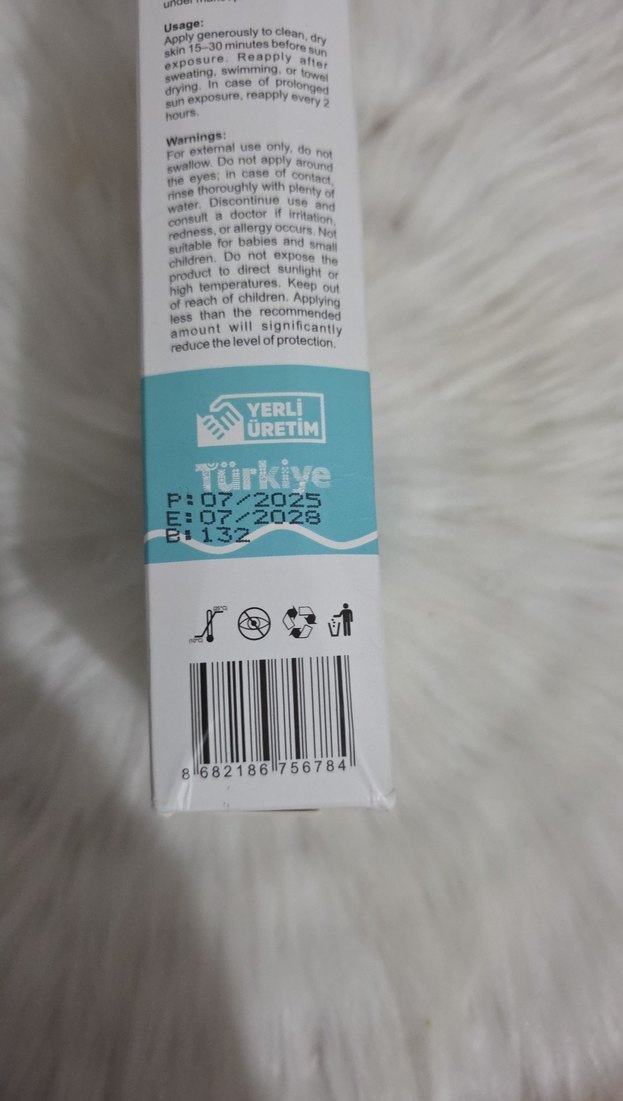 Usage:
Apply generously to clean, dry
skin 15–30 minutes before sun
exposure. Reapply after
sweating, swimming, or towel
drying. In case of prolonged
sun exposure, reapply every 2
hours.
Warnings:
For external use only, do not
swallow. Do not apply around
the eyes; in case of contact,
rinse thoroughly with plenty of
water. Discontinue use and
consult a doctor if irritation,
redness, or allergy occurs. Not
suitable for babies and small
children. Do not expose the
product to direct sunlight or
high temperatures. Keep out
of reach of children. Applying
less than the recommended
amount will significantly
reduce the level of protection.
YERLİ
ÜRETİM
Türkiye
P:07/2025
E:07/2028
B:132
(25°C)
(10°C)
8 682186 756784